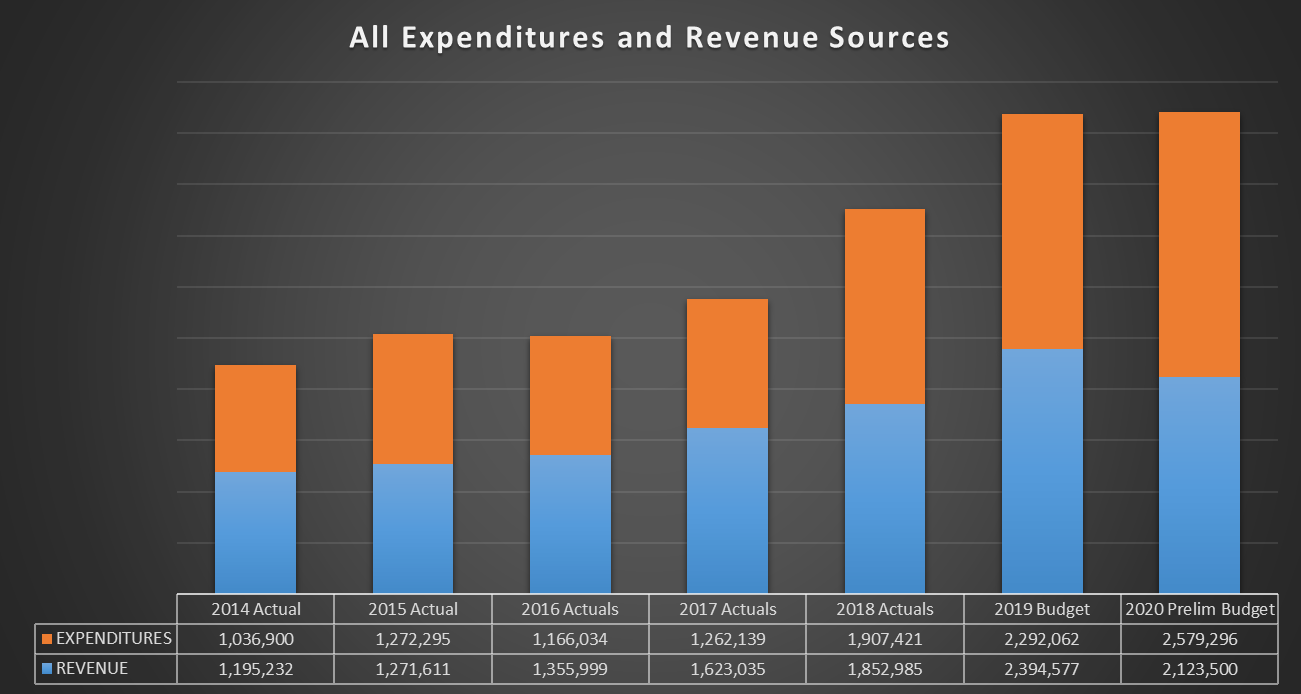 All Expenditures and Revenue Sources
2014 Actual 2015 Actual 2016 Actuals 2017 Actuals 2018 Actuals 2019 Budget 2020 Prelim Budget
EXPENDITURES 1,036,900 1,272,295 1,166,034 1,262,139 1,907,421 2,292,062 2,579,296
REVENUE 1,195,232 1,271,611 1,355,999 1,623,035 1,852,985 2,394,577 2,123,500